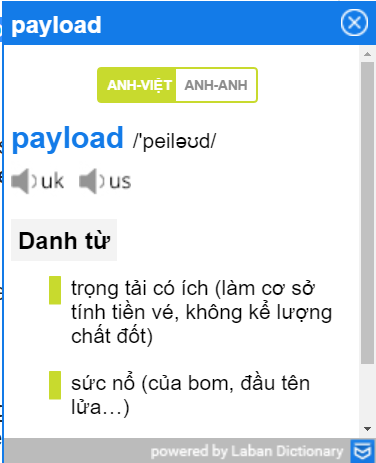 payload
ANH-VIỆT ANH-ANH
payload /'peiləʊd/
uk us
Danh từ
trọng tải có ích (làm cơ sở
tính tiền vé, không kể lượng
chất đốt)
sức nổ (của bom, đầu tên
lửa…)
powered by Laban Dictionary